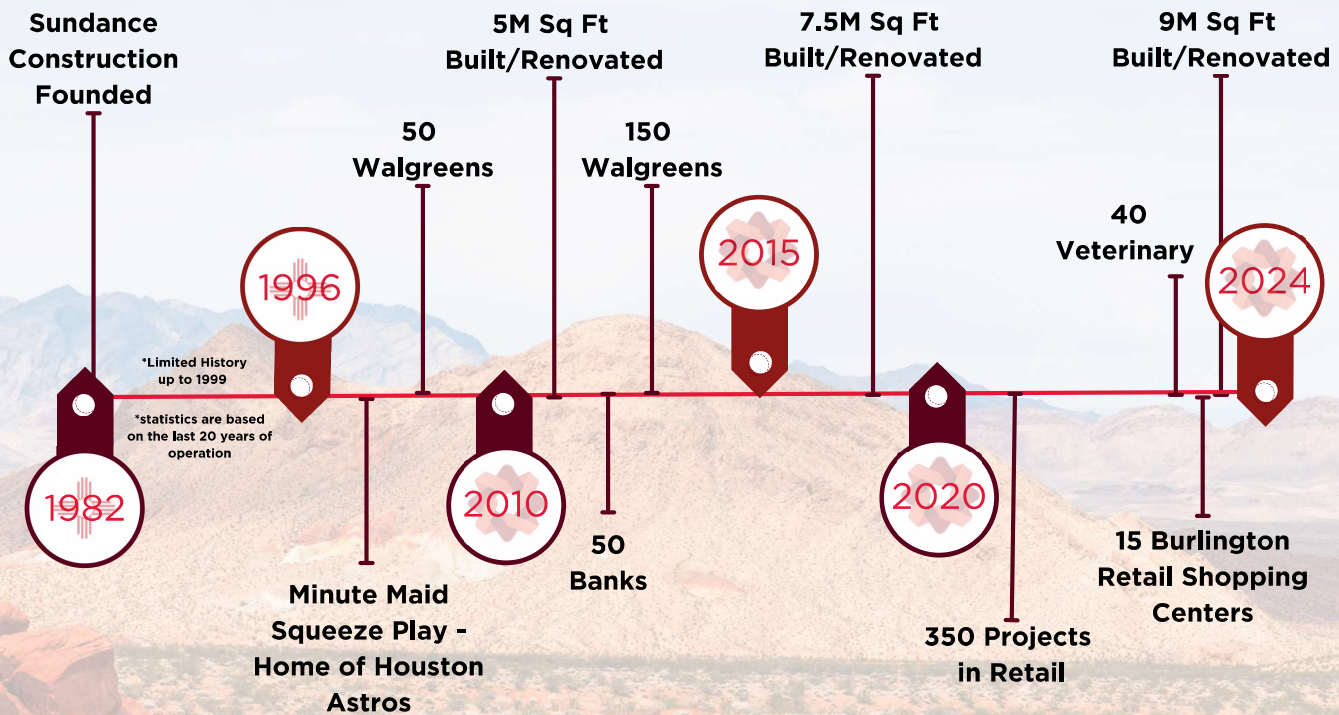 Sundance
Construction
Founded
5M Sq Ft
Built/Renovated
7.5M Sq Ft
Built/Renovated
9M Sq Ft
Built/Renovated
50
Walgreens
150
Walgreens
40
Veterinary
1996
2015
2024
*Limited History
up to 1999
*statistics are based
on the last 20 years of
operation
1982
2010
2020
Minute Maid
Squeeze Play -
Home of Houston
Astros
50
Banks
350 Projects
in Retail
15 Burlington
Retail Shopping
Centers